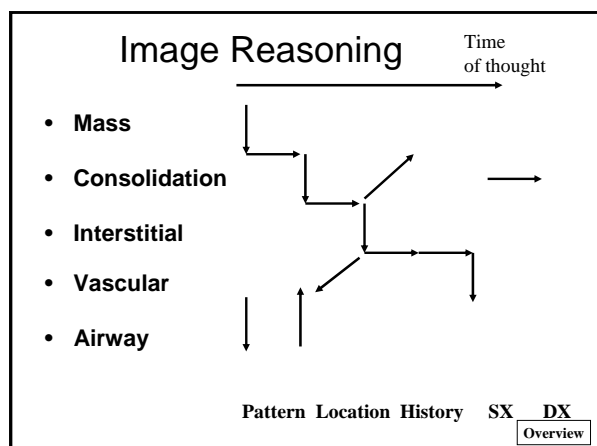 Image Reasoning
Time
of thought
• Mass
• Consolidation
• Interstitial
• Vascular
• Airway
Pattern Location History SX DX
Overview